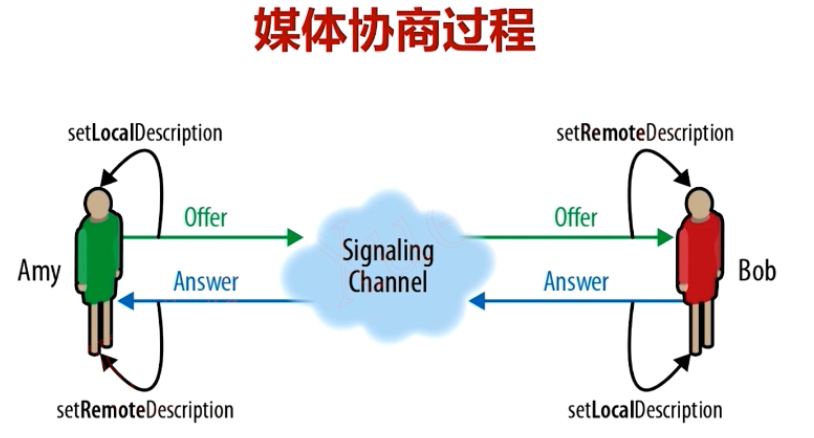 媒体协商过程
setLocalDescription
setRemoteDescription
Offer
Offer
Signaling
Channel
Amy
Bob
Answer
Answer
setRemoteDescription
setLocalDescription